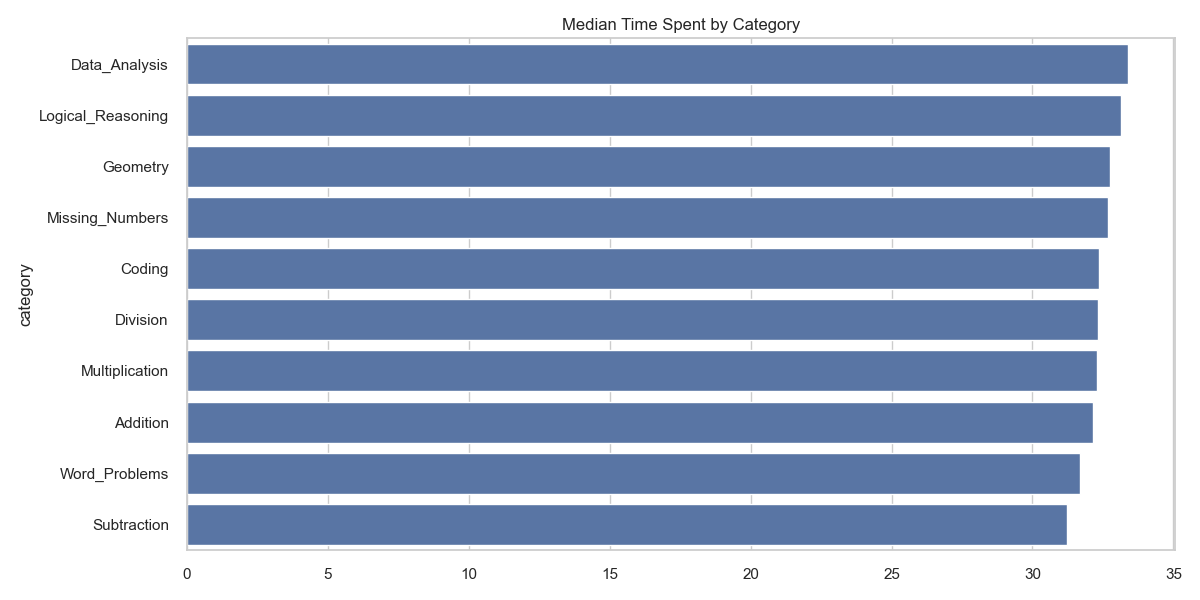 Median Time Spent by Category
category
Data_Analysis
Logical_Reasoning
Geometry
Missing_Numbers
Coding
Division
Multiplication
Addition
Word_Problems
Subtraction
0 5 10 15 20 25 30 35